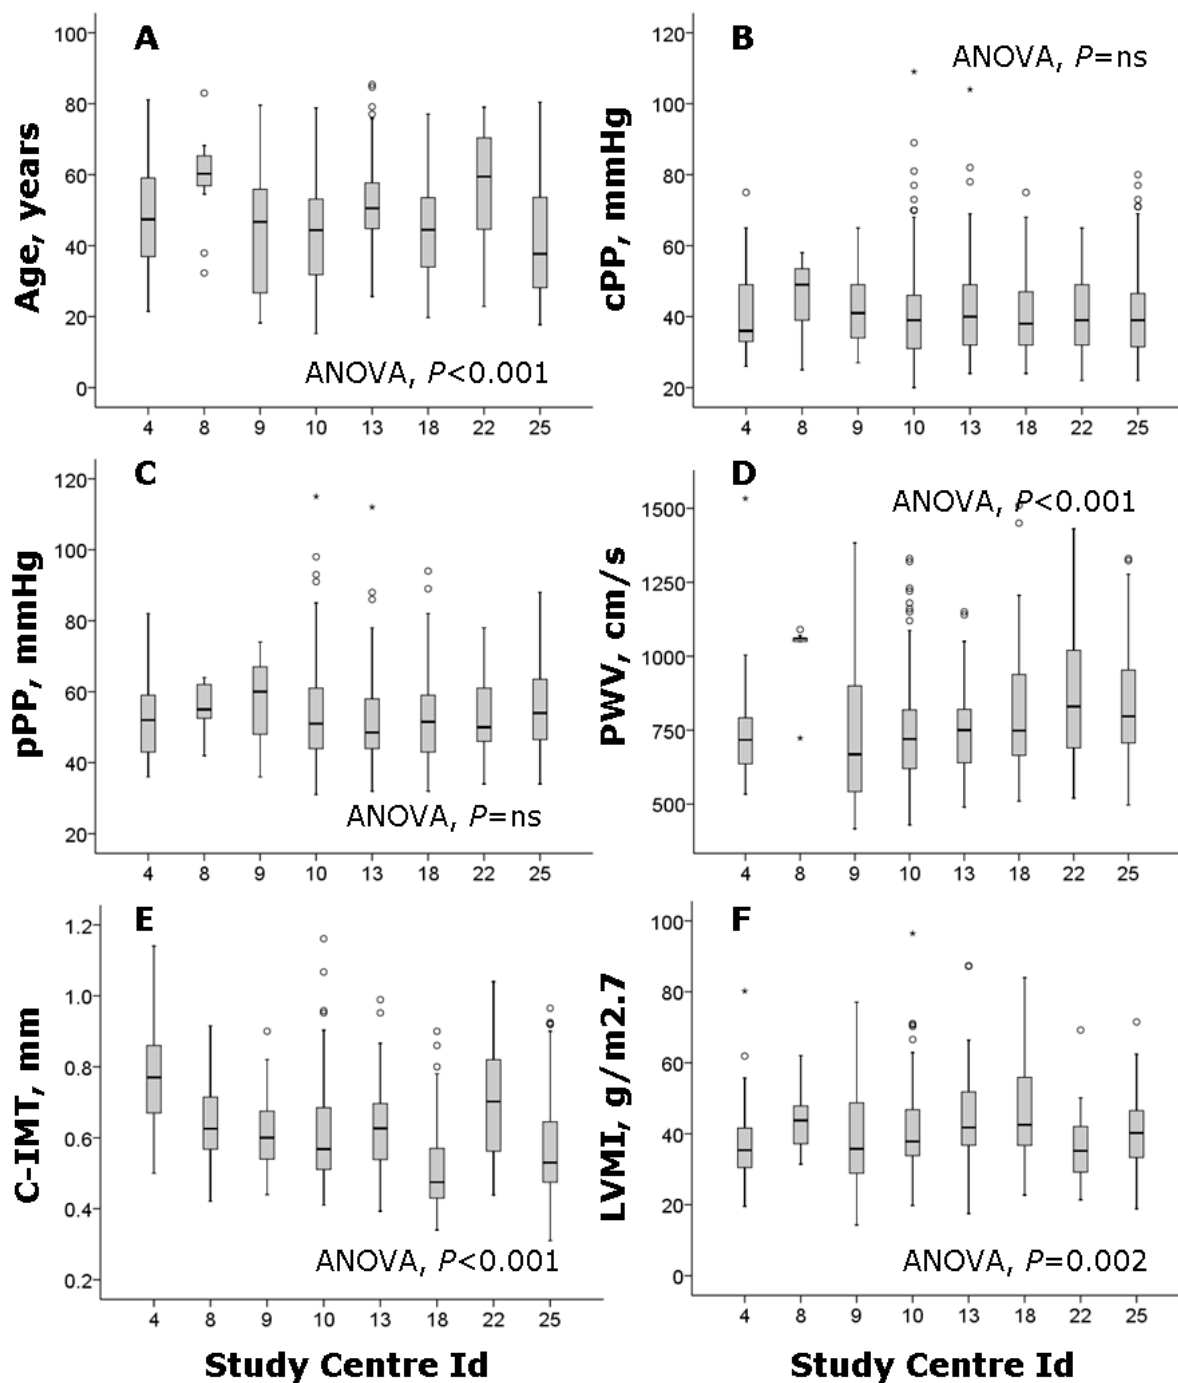 A
Age, years
100
80
60
40
20
0
ANOVA, P<0.001
4 8 9 10 13 18 22 25
B
cPP, mmHg
120
100
80
60
40
20
ANOVA, P=ns
4 8 9 10 13 18 22 25
C
pPP, mmHg
120
100
80
60
40
20
ANOVA, P=ns
4 8 9 10 13 18 22 25
D
PWV, cm/s
1500
1250
1000
750
500
ANOVA, P<0.001
4 8 9 10 13 18 22 25
E
C-IMT, mm
1.2
1.0
0.8
0.6
0.4
0.2
ANOVA, P<0.001
4 8 9 10 13 18 22 25
Study Centre Id
F
LVMI, g/m2.7
100
80
60
40
20
0
ANOVA, P=0.002
4 8 9 10 13 18 22 25
Study Centre Id